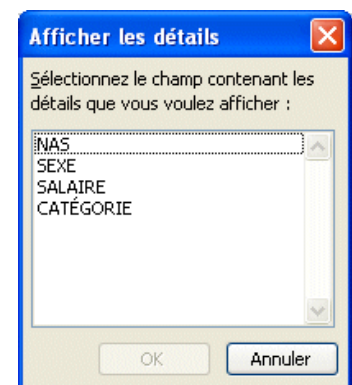 Afficher les détails
Sélectionnez le champ contenant les
détails que vous voulez afficher :
NAS
SEXE
SALAIRE
CATÉGORIE
OK
Annuler